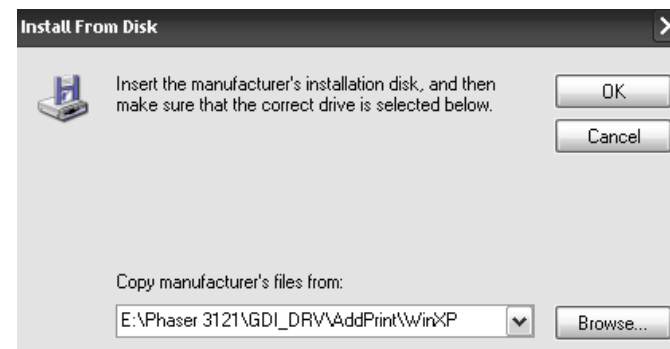 Install From Disk
Insert the manufacturer's installation disk, and then
make sure that the correct drive is selected below.
OK
Cancel
Copy manufacturer's files from:
E:\Phaser 3121\GDI_DRV\AddPrint\WinXP
Browse...